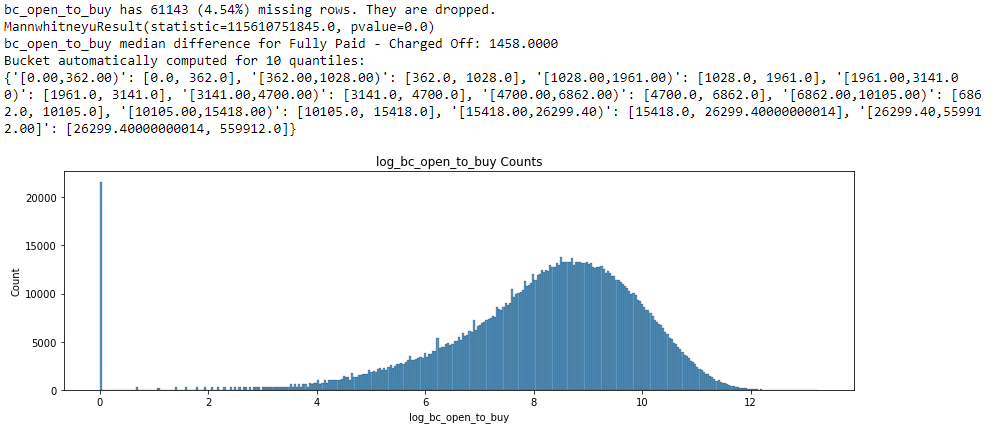 bc_open_to_buy has 61143 (4.54%) missing rows. They are dropped.
MannwhitneyuResult(statistic=115610751845.0, pvalue=0.0)
bc_open_to_buy median difference for Fully Paid - Charged Off: 1458.0000
Bucket automatically computed for 10 quantiles:
{'[0.00,362.00)': [0.0, 362.0], '[362.00,1028.00)': [362.0, 1028.0], '[1028.00,1961.00)': [1028.0, 1961.0], '[1961.00,3141.0
0)': [1961.0, 3141.0], '[3141.00,4700.00)': [3141.0, 4700.0], '[4700.00,6862.00)': [4700.0, 6862.0], '[6862.00,10105.00)': [686
2.0, 10105.0], '[10105.00,15418.00)': [10105.0, 15418.0], '[15418.00,26299.40)': [15418.0, 26299.40000000014], '[26299.40,55991
2.00]': [26299.40000000014, 559912.0]}
log_bc_open_to_buy Counts
20000
15000
10000
5000
0
Count
0 2 4 6 8 10 12
log_bc_open_to_buy